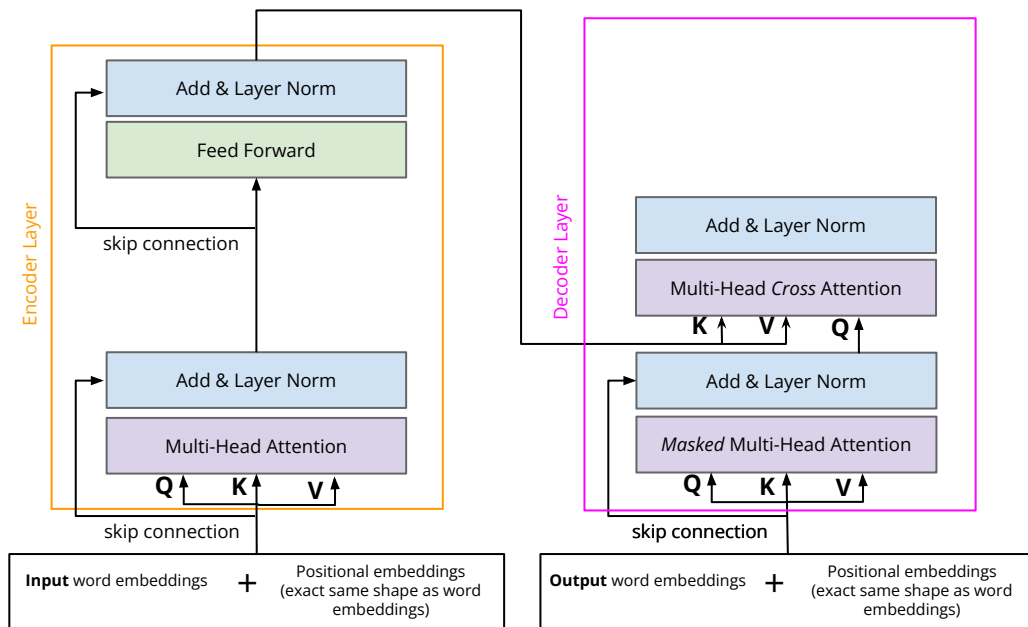 Add & Layer Norm
Feed Forward
skip connection
Encoder Layer
Add & Layer Norm
Multi-Head Attention
Q K V
skip connection
Input word embeddings + Positional embeddings
(exact same shape as word
embeddings)
Decoder Layer
Add & Layer Norm
Multi-Head Cross Attention
K V Q
Add & Layer Norm
Masked Multi-Head Attention
Q K V
skip connection
Output word embeddings + Positional embeddings
(exact same shape as word
embeddings)